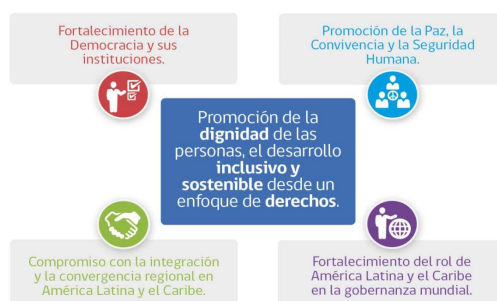 Fortalecimiento de la
Democracia y sus
instituciones.
Promoción de la Paz, la
Convivencia y la Seguridad
Humana.
Promoción de la
dignidad de las
personas, el desarrollo
inclusivo y
sostenible desde un
enfoque de derechos.
Compromiso con la integración
y la convergencia regional en
América Latina y el Caribe.
Fortalecimiento del rol de
América Latina y el Caribe
en la gobernanza mundial.